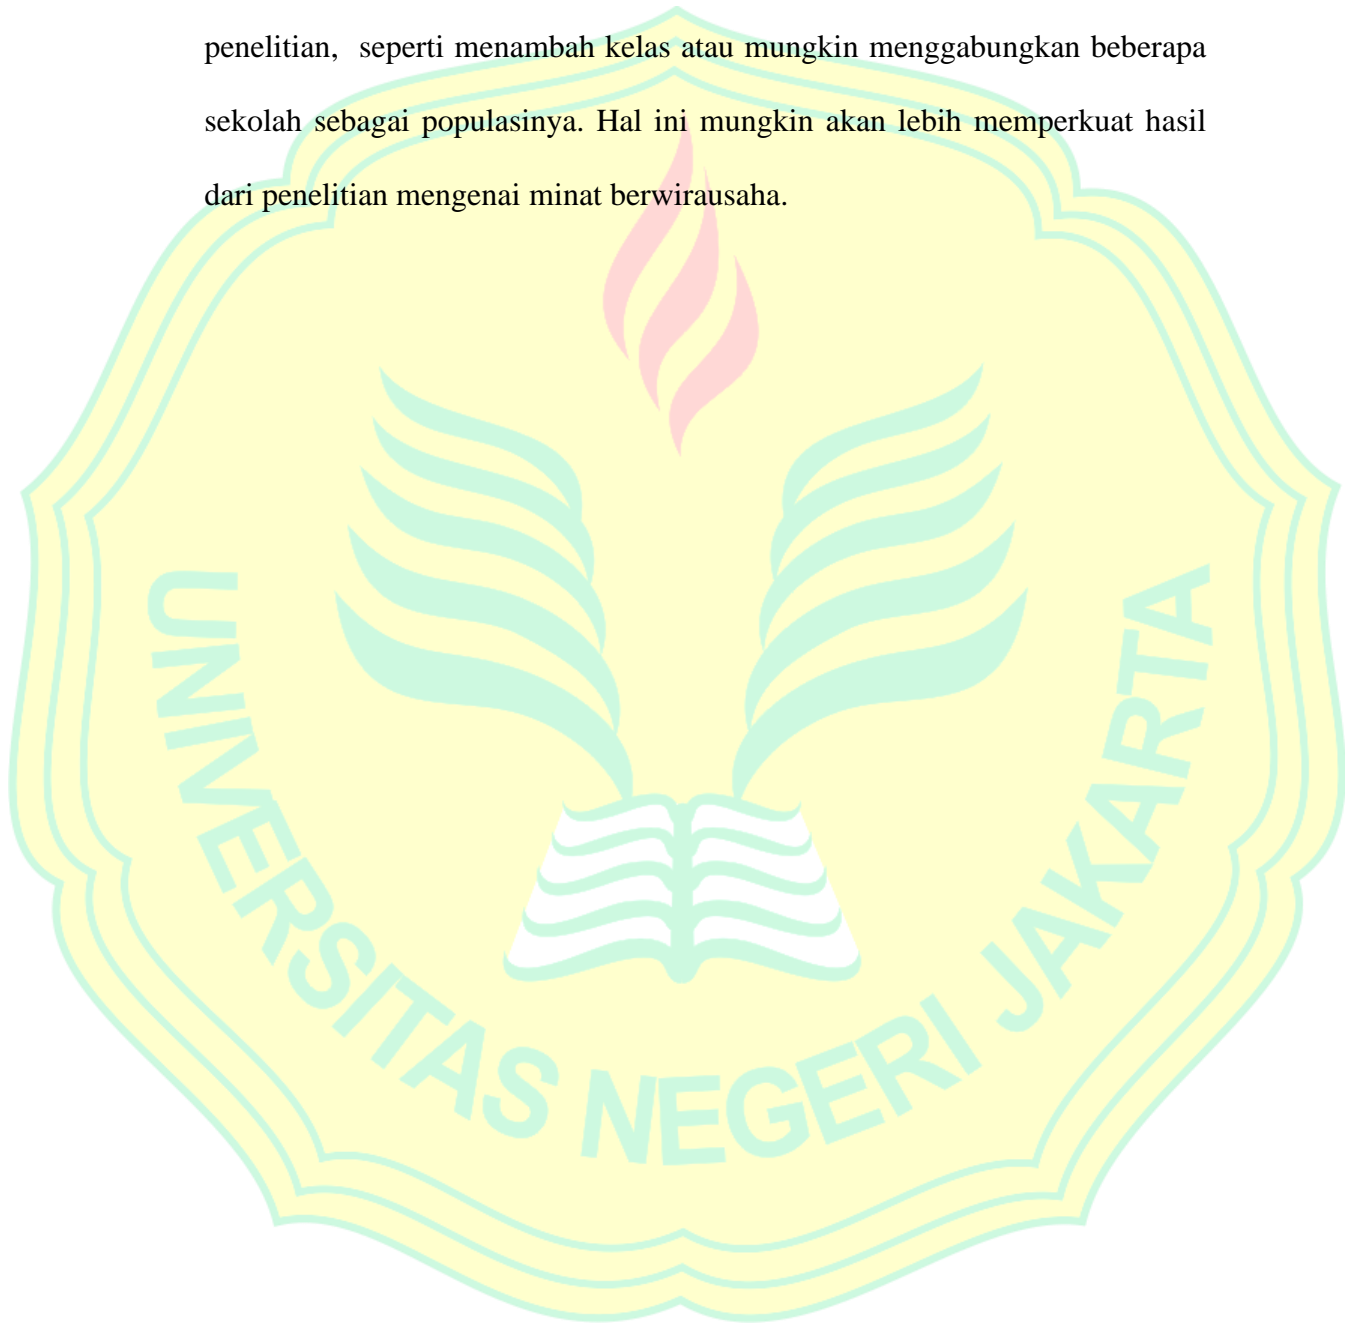 penelitian,  seperti menambah kelas atau mungkin menggabungkan beberapa
sekolah sebagai populasinya. Hal ini mungkin akan lebih memperkuat hasil
dari penelitian mengenai minat berwirausaha.
UNIVERSITAS NEGERI JAKARTA